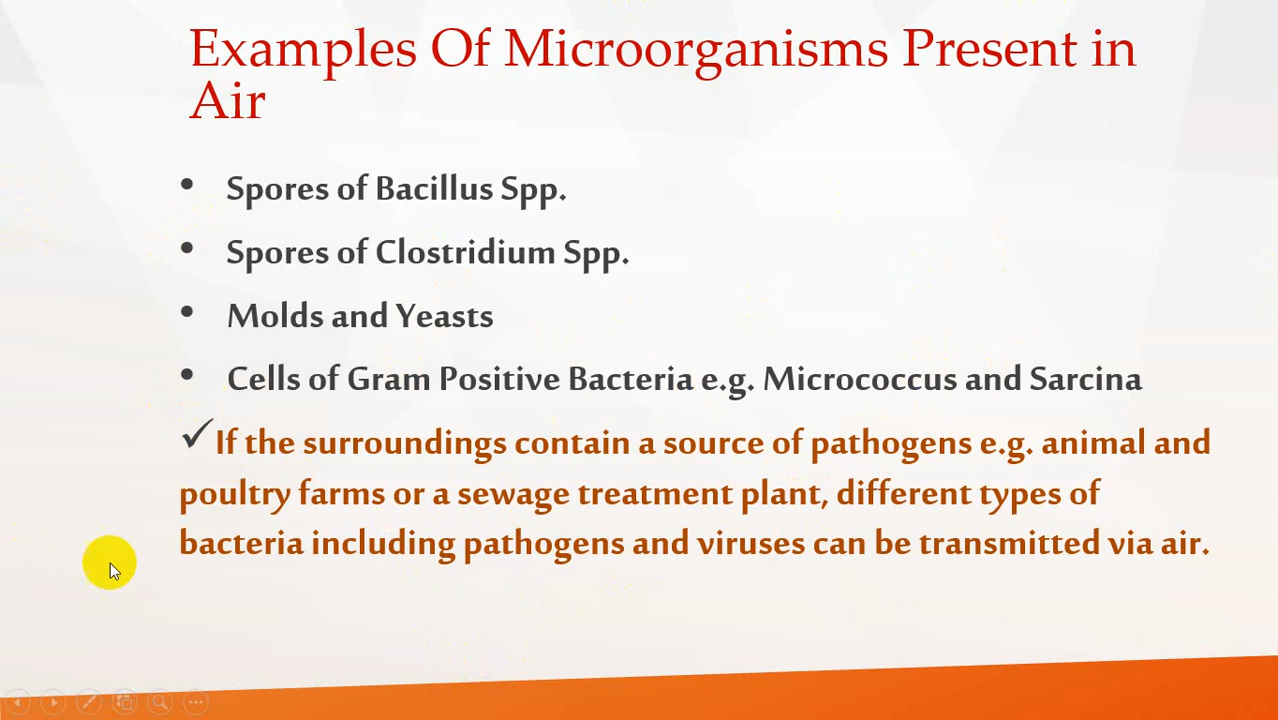 Examples Of Microorganisms Present in
Air
• Spores of Bacillus Spp.
• Spores of Clostridium Spp.
• Molds and Yeasts
• Cells of Gram Positive Bacteria e.g. Micrococcus and Sarcina
✓If the surroundings contain a source of pathogens e.g. animal and
poultry farms or a sewage treatment plant, different types of
bacteria including pathogens and viruses can be transmitted via air.